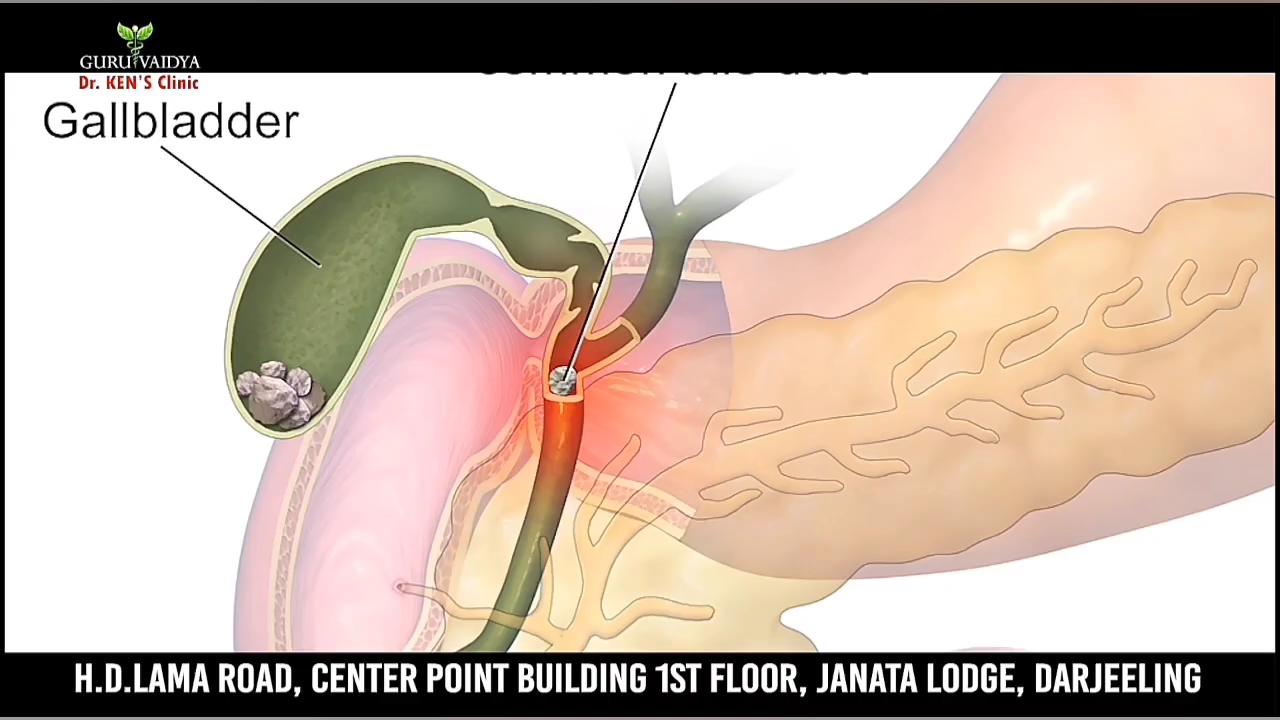 GURU VAIDYA
Dr. KEN'S Clinic
Gallbladder
H.D.LAMA ROAD, CENTER POINT BUILDING 1ST FLOOR, JANATA LODGE, DARJEELING